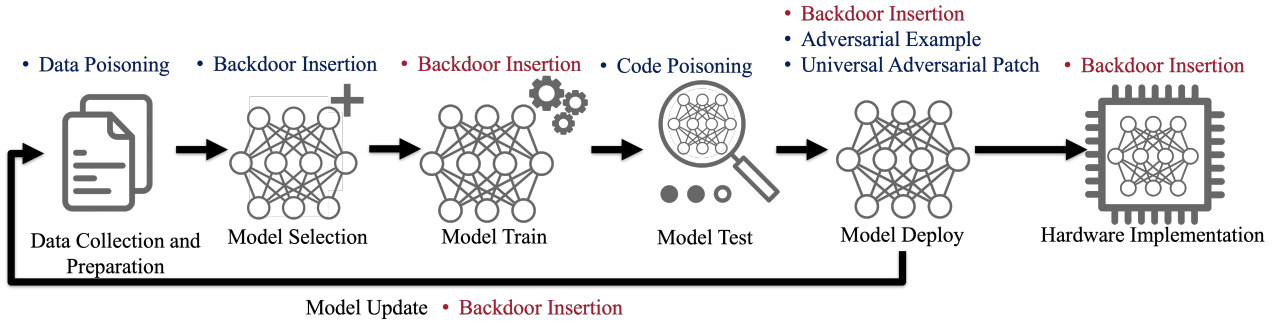 • Backdoor Insertion
• Adversarial Example
• Universal Adversarial Patch
• Data Poisoning
• Backdoor Insertion
• Backdoor Insertion
• Code Poisoning
• Backdoor Insertion
Data Collection and
Preparation
Model Selection
Model Train
Model Test
Model Deploy
Hardware Implementation
Model Update • Backdoor Insertion